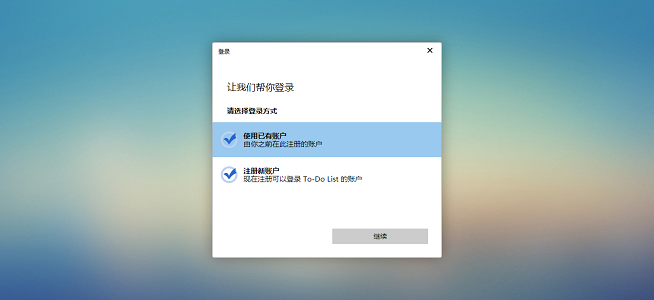 登录
让我们帮你登录
请选择登录方式
使用已有账户
由你之前在此注册的账户
注册新账户
现在注册可以登录 To-Do List 的账户
继续